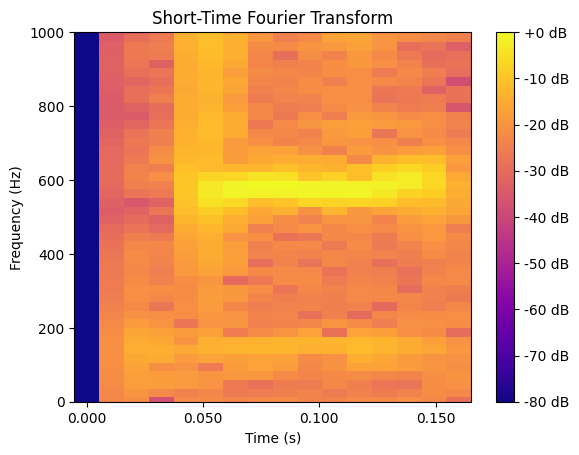 Short-Time Fourier Transform
1000
800
600
400
200
0
Frequency (Hz)
0.000
0.050
0.100
0.150
Time (s)
+0 dB
-10 dB
-20 dB
-30 dB
-40 dB
-50 dB
-60 dB
-70 dB
-80 dB